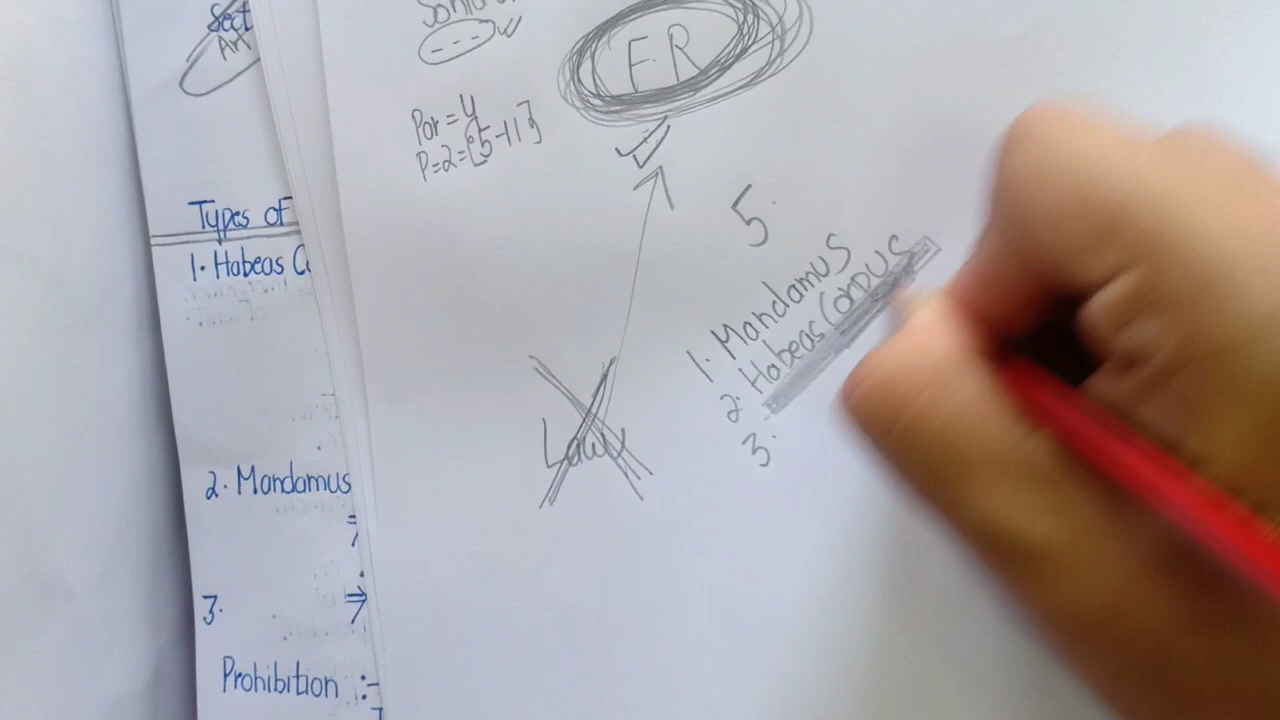 Sect
Art
Types of
1. Habeas C
2. Mandamus
3.
Prohibition :-
F.R
Por = 4
P=2=[5-11]
5.
1. Mandamus
2. Habeas Corpus
3.
Law